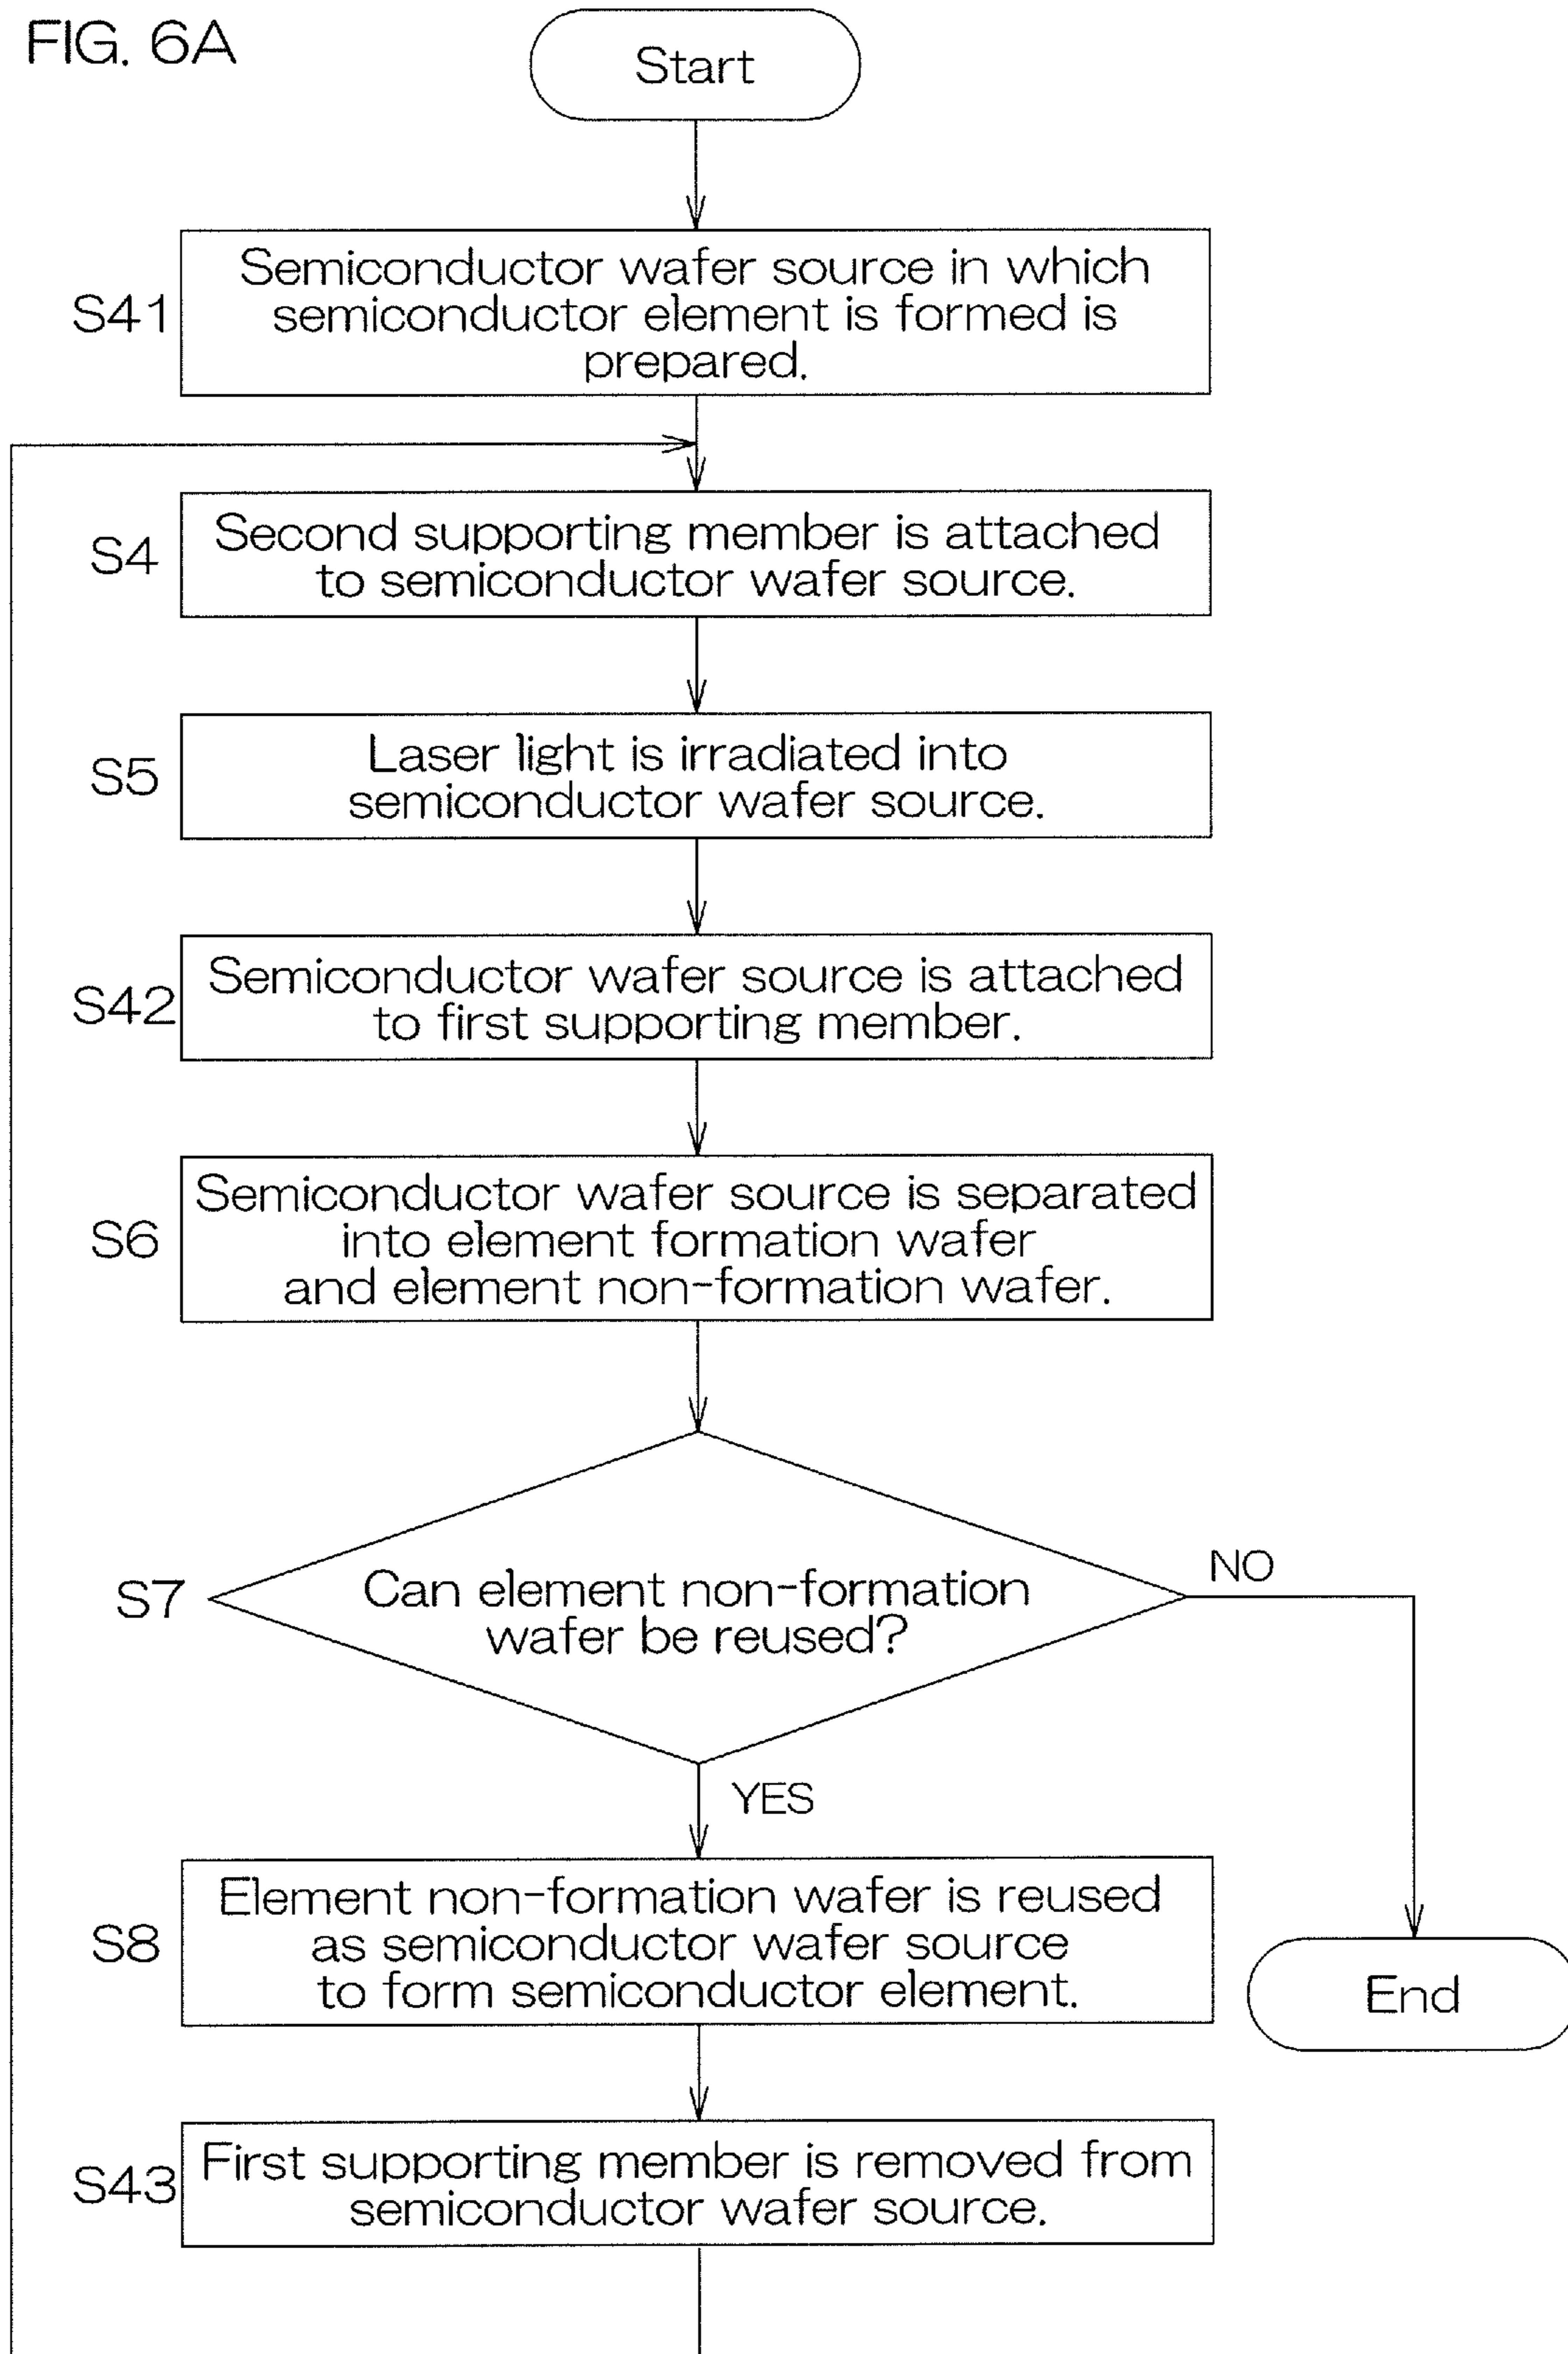 FIG. 6A
Start
S41
Semiconductor wafer source in which
semiconductor element is formed is
prepared.
S4
Second supporting member is attached
to semiconductor wafer source.
S5
Laser light is irradiated into
semiconductor wafer source.
S42
Semiconductor wafer source is attached
to first supporting member.
S6
Semiconductor wafer source is separated
into element formation wafer
and element non-formation wafer.
S7
Can element non-formation
wafer be reused?
NO
YES
S8
Element non-formation wafer is reused
as semiconductor wafer source
to form semiconductor element.
End
S43
First supporting member is removed from
semiconductor wafer source.